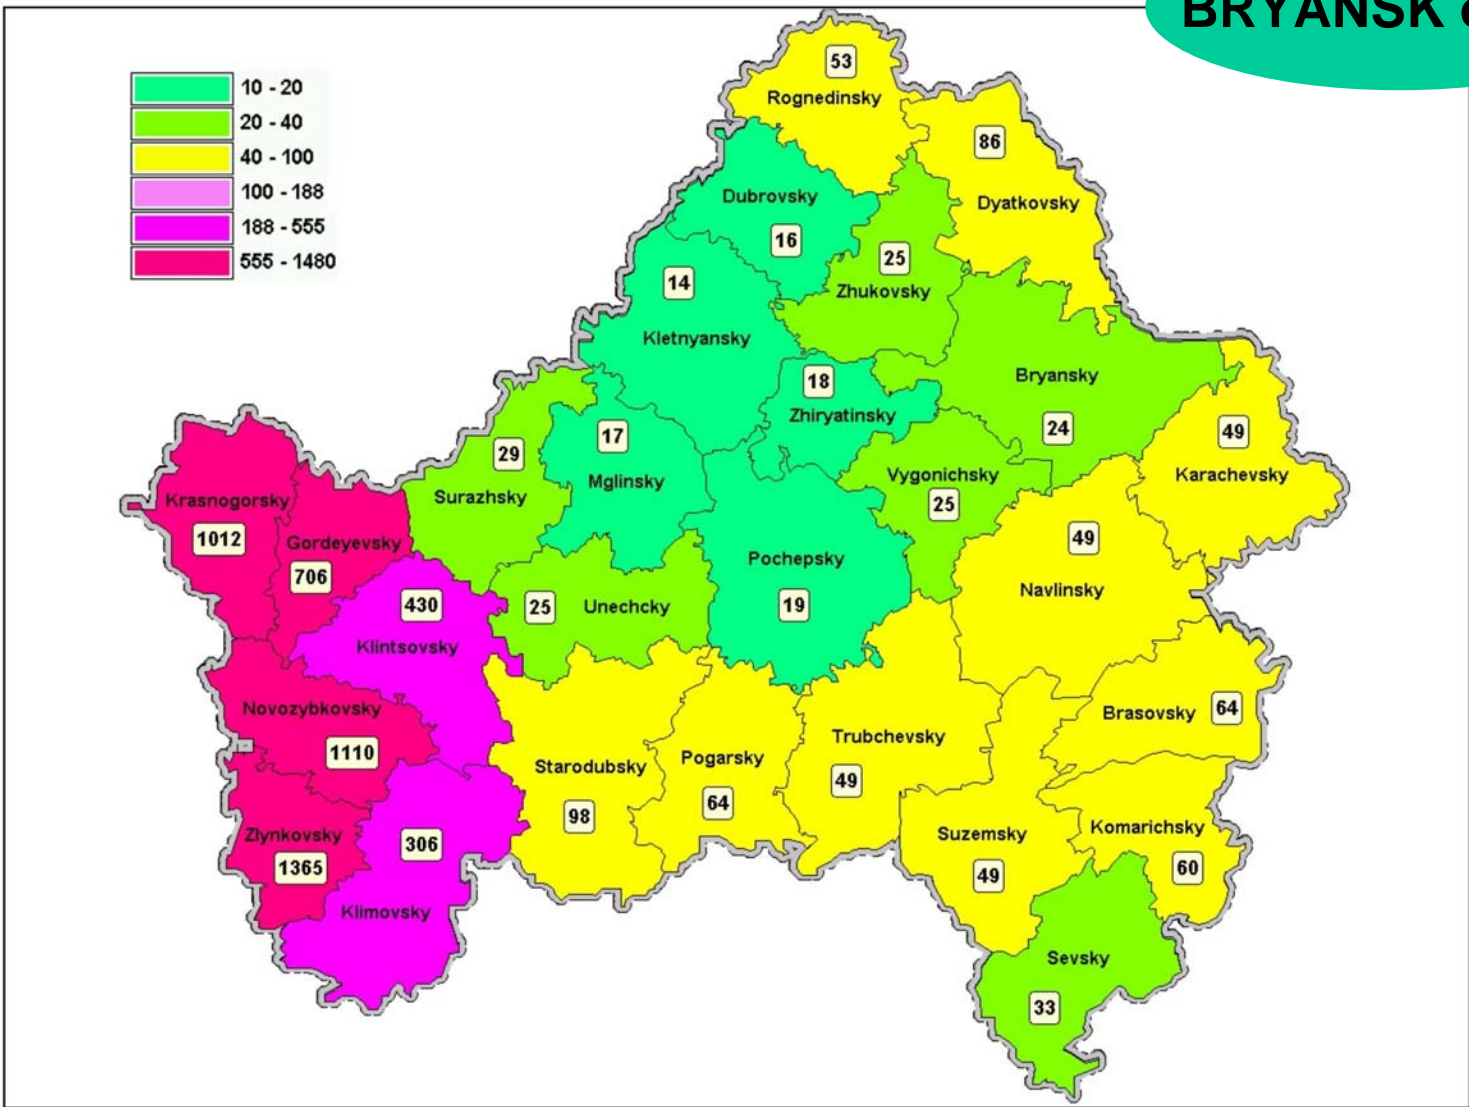 BRYANSK
10 - 20
20 - 40
40 - 100
100 - 188
188 - 555
555 - 1480
53
Rognedinsky
86
Dyatkovsky
Dubrovsky
16
25
Zhukovsky
14
Kletnyansky
18
Zhiryatinsky
Bryansky
24
49
Karachevsky
29
Surazhsky
17
Mglinsky
Vygonichsky
25
Krasnogorsky
1012
Gordeyevsky
706
49
Navlinsky
Pochepsky
19
430
Klintsovsky
25
Unechcky
Novozybkovsky
1110
Brasovsky
64
Starodubsky
98
Pogarsky
64
Trubchevsky
49
Zlynkovsky
1365
306
Klimovsky
Suzemsky
49
Komarichsky
60
Sevsky
33